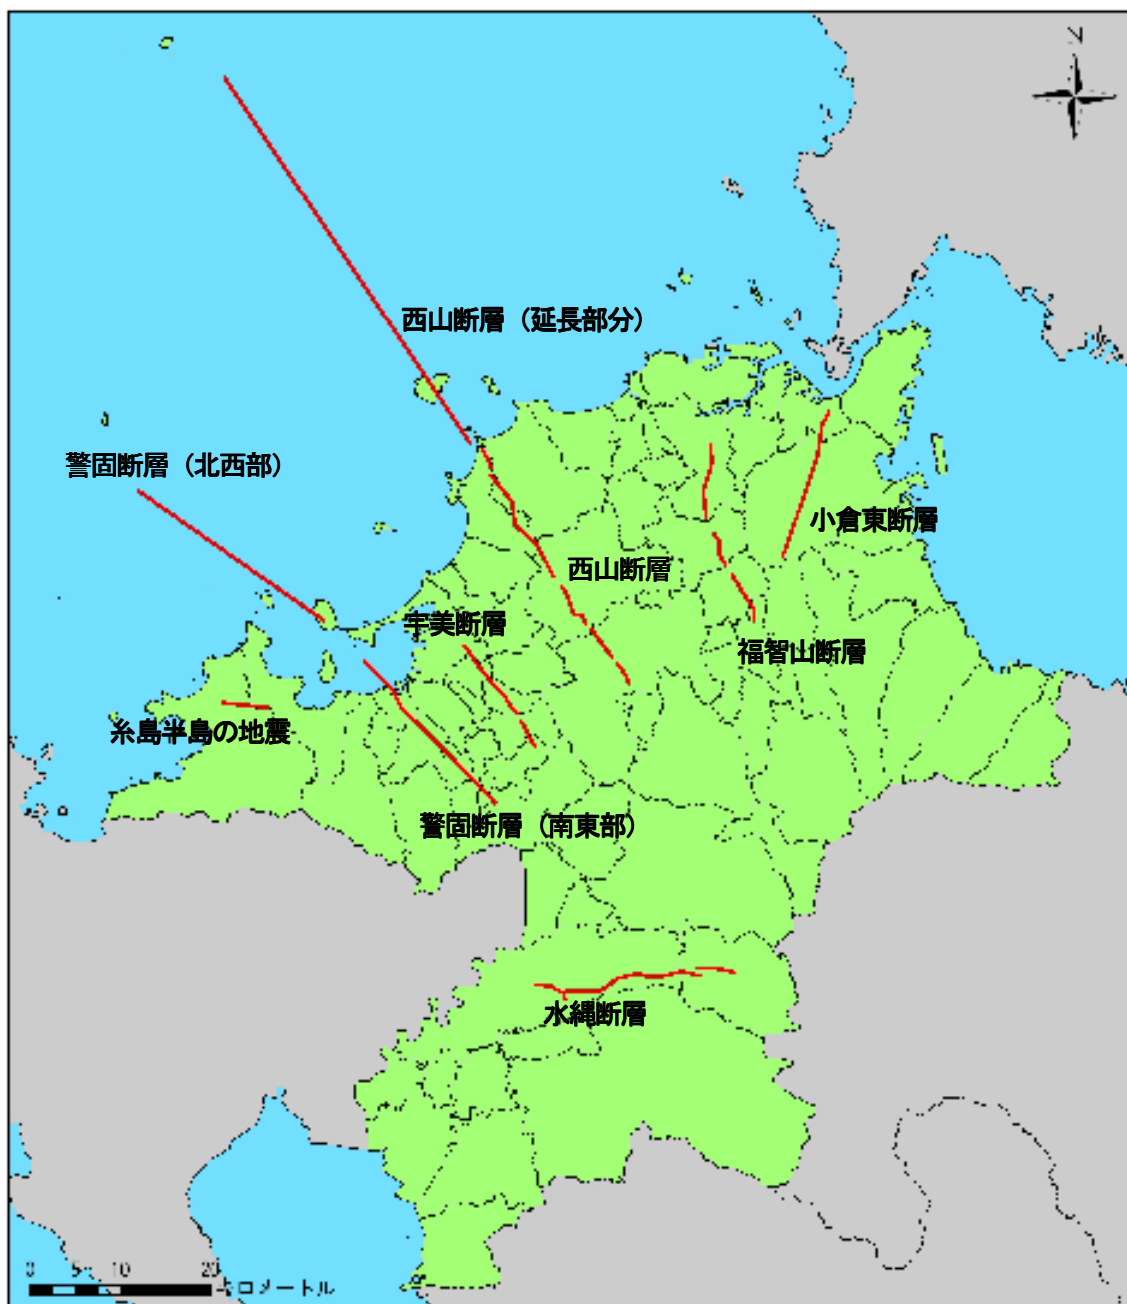 N
西山断層（延長部分）
警固断層（北西部）
小倉東断層
西山断層
宇美断層
福智山断層
糸島半島の地震
警固断層（南東部）
水縄断層
0 5 10 20
キロメートル